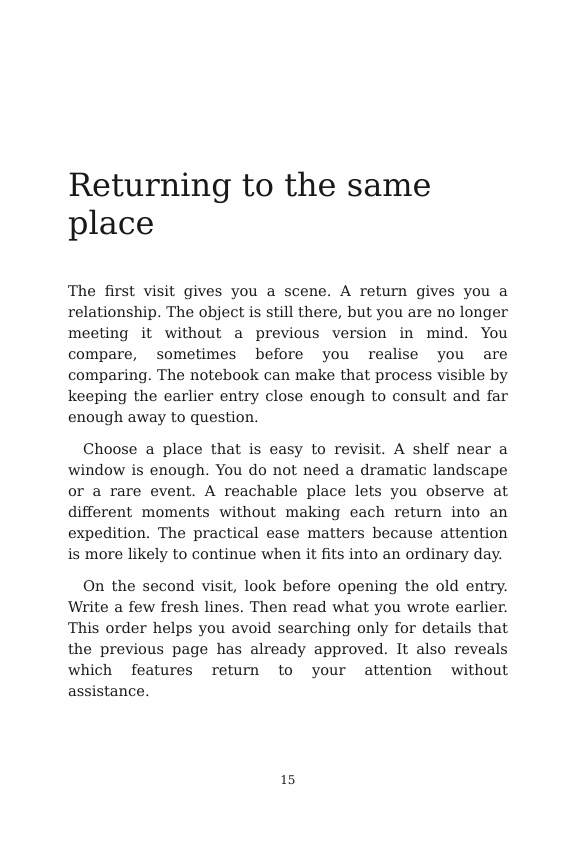 Returning to the same
place
The first visit gives you a scene. A return gives you a
relationship. The object is still there, but you are no longer
meeting it without a previous version in mind. You
compare, sometimes before you realise you are
comparing. The notebook can make that process visible by
keeping the earlier entry close enough to consult and far
enough away to question.
Choose a place that is easy to revisit. A shelf near a
window is enough. You do not need a dramatic landscape
or a rare event. A reachable place lets you observe at
different moments without making each return into an
expedition. The practical ease matters because attention
is more likely to continue when it fits into an ordinary day.
On the second visit, look before opening the old entry.
Write a few fresh lines. Then read what you wrote earlier.
This order helps you avoid searching only for details that
the previous page has already approved. It also reveals
which features return to your attention without
assistance.
15